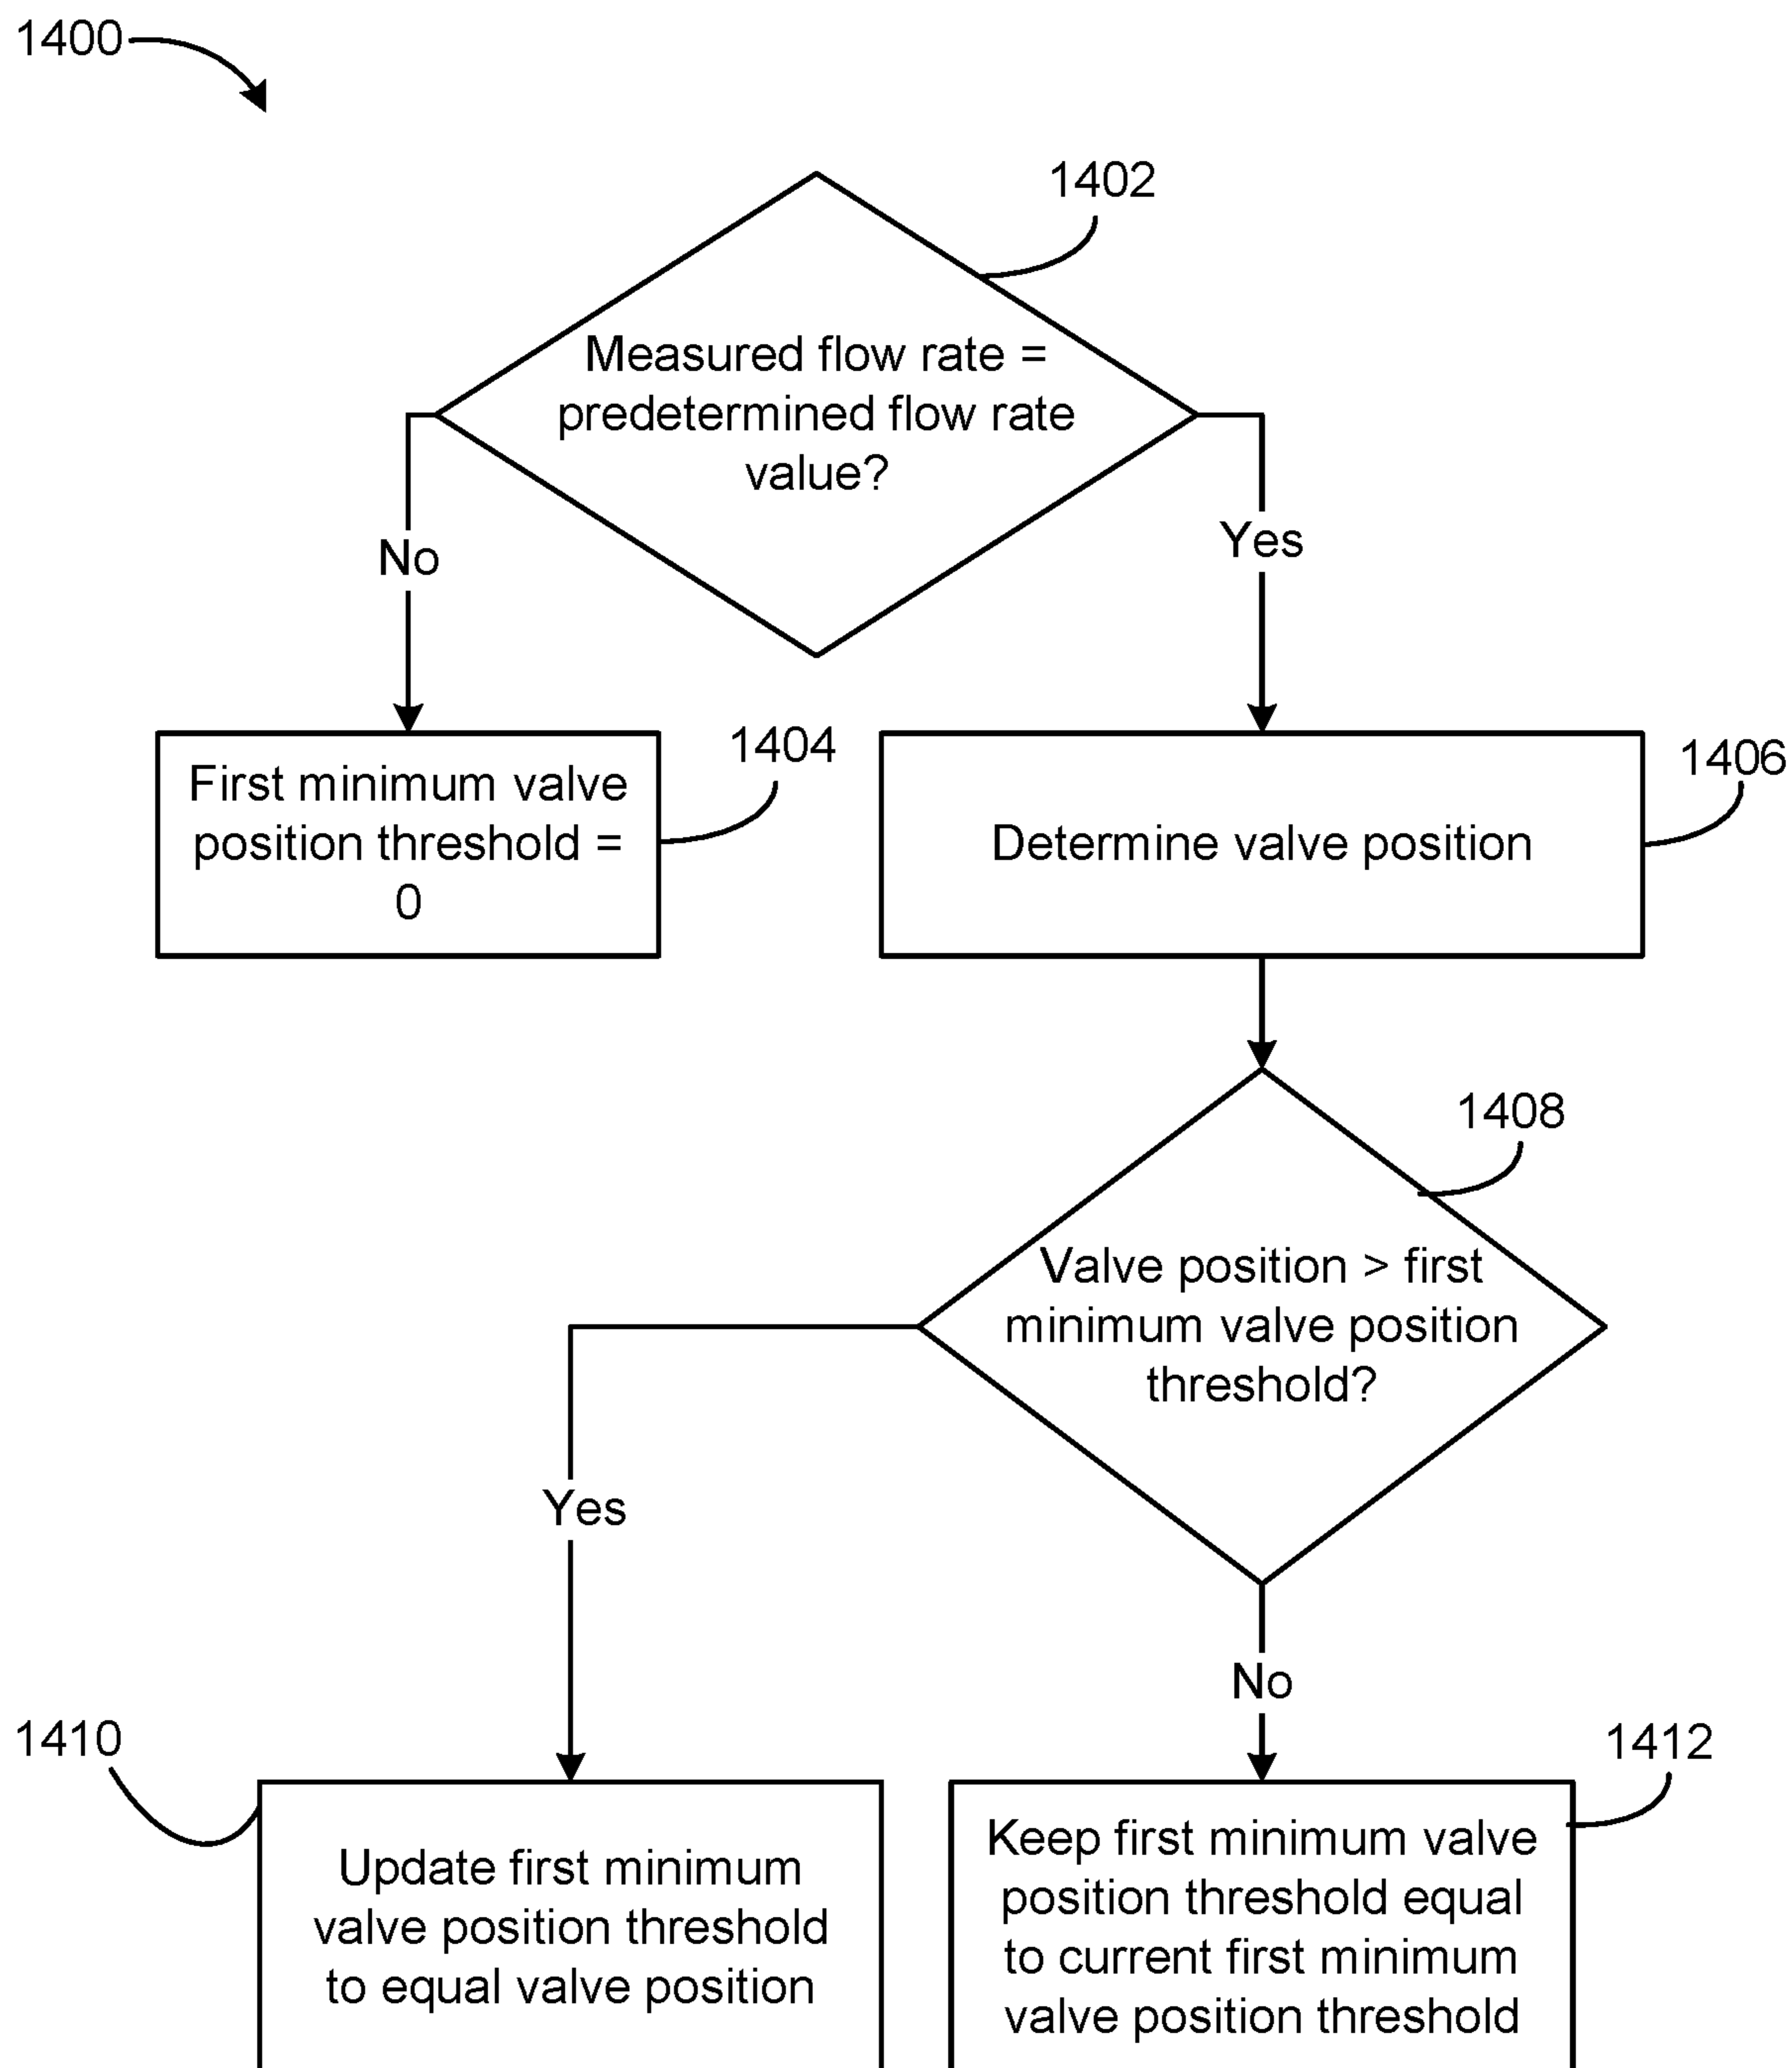 1400
1402
Measured flow rate =
predetermined flow rate
value?
No
Yes
1404
First minimum valve
position threshold =
0
1406
Determine valve position
1408
Valve position > first
minimum valve position
threshold?
Yes
No
1410
Update first minimum
valve position threshold
to equal valve position
1412
Keep first minimum valve
position threshold equal
to current first minimum
valve position threshold